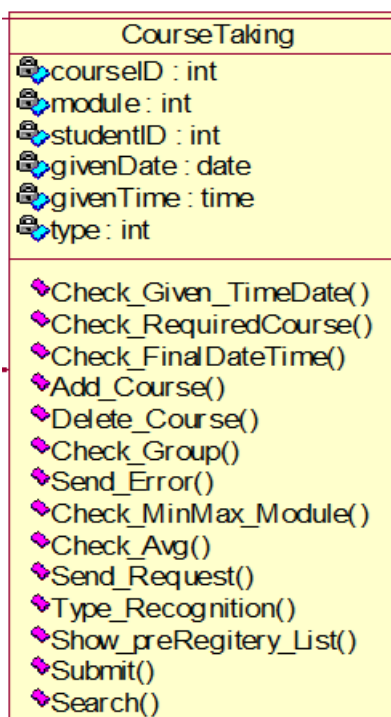 CourseTaking
courseID : int
module : int
studentID : int
givenDate : date
givenTime : time
type : int
Check_Given_TimeDate()
Check_RequiredCourse()
Check_FinalDateTime()
Add_Course()
Delete_Course()
Check_Group()
Send_Error()
Check_MinMax_Module()
Check_Avg()
Send_Request()
Type_Recognition()
Show_preRegitery_List()
Submit()
Search()